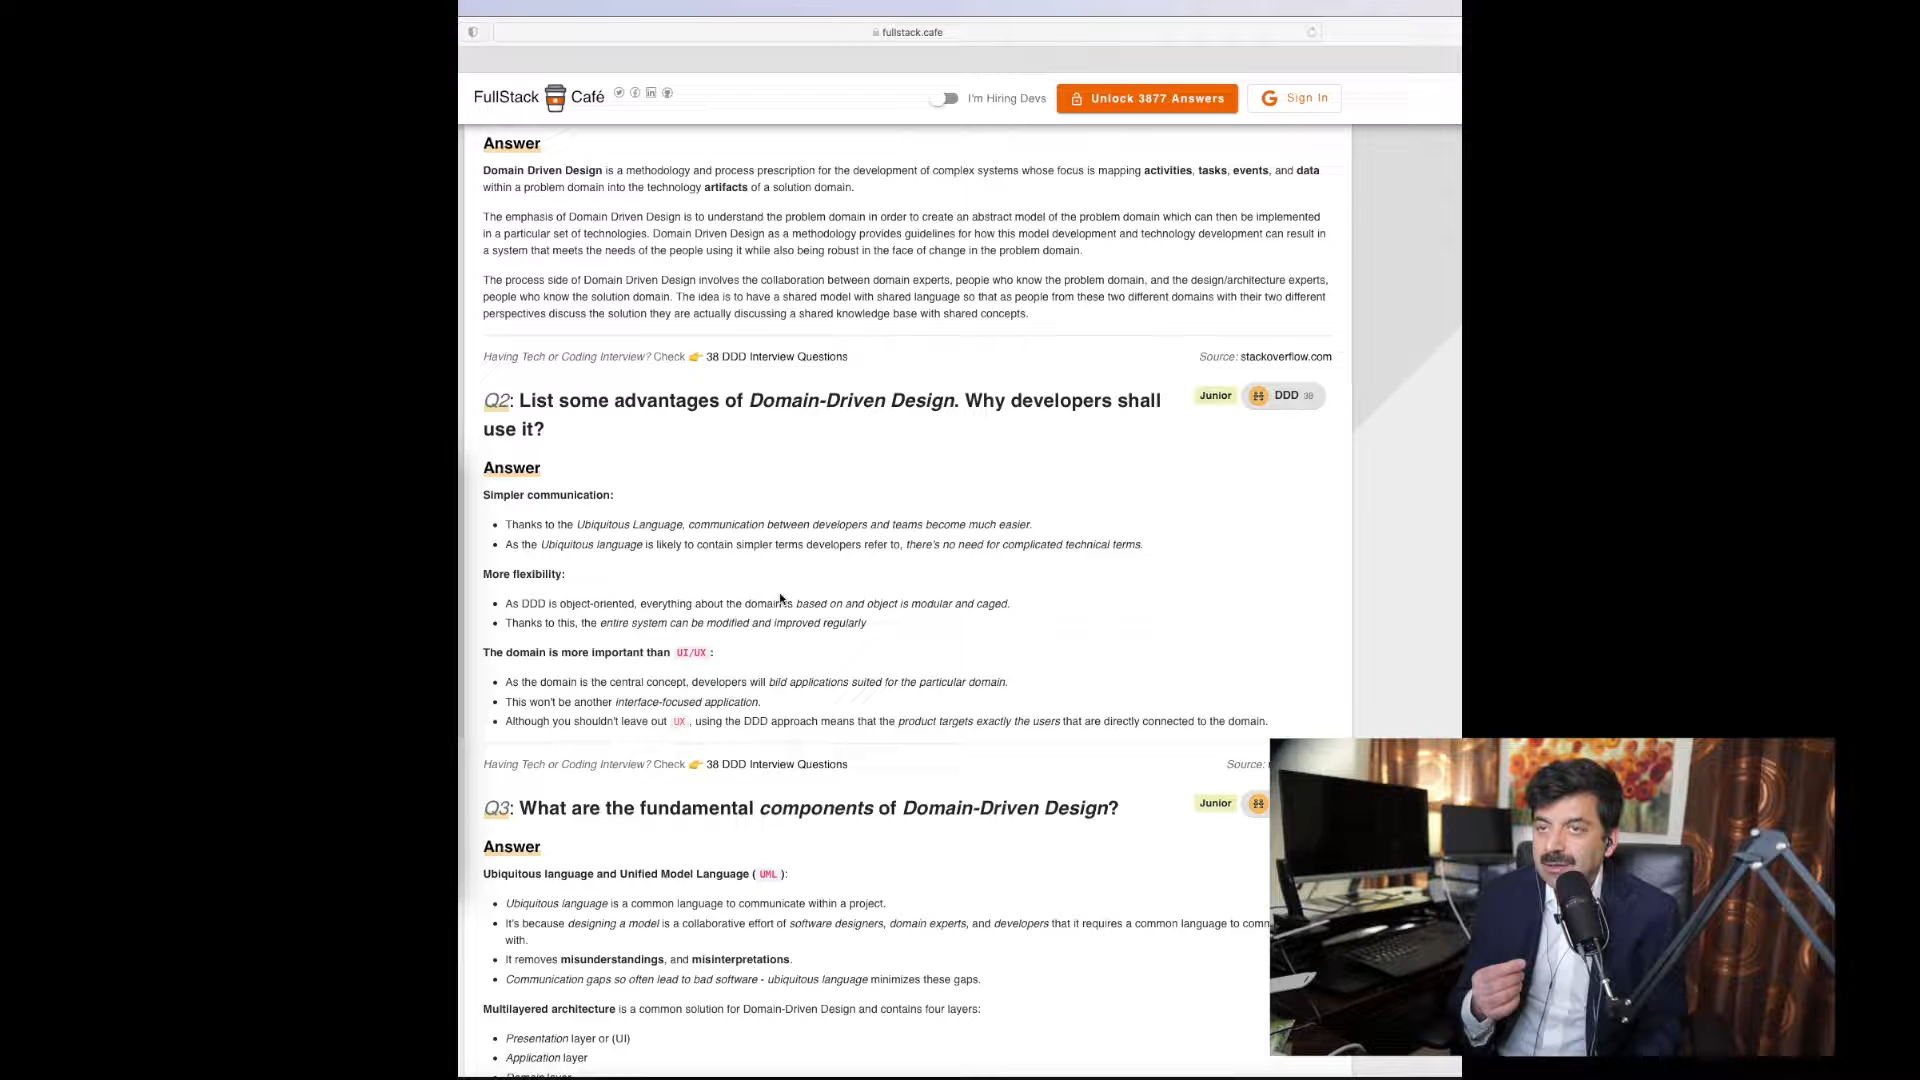 fullstack.cafe
FullStack Café
I'm Hiring Devs
Unlock 3877 Answers
Sign In
Answer
Domain Driven Design is a methodology and process prescription for the development of complex systems whose focus is mapping activities, tasks, events, and data
within a problem domain into the technology artifacts of a solution domain.
The emphasis of Domain Driven Design is to understand the problem domain in order to create an abstract model of the problem domain which can then be implemented
in a particular set of technologies. Domain Driven Design as a methodology provides guidelines for how this model development and technology development can result in
a system that meets the needs of the people using it while also being robust in the face of change in the problem domain.
The process side of Domain Driven Design involves the collaboration between domain experts, people who know the problem domain, and the design/architecture experts,
people who know the solution domain. The idea is to have a shared model with shared language so that as people from these two different domains with their two different
perspectives discuss the solution they are actually discussing a shared knowledge base with shared concepts.
Having Tech or Coding Interview? Check 👉 38 DDD Interview Questions
Source: stackoverflow.com
Q2: List some advantages of Domain-Driven Design. Why developers shall
use it?
Junior
DDD 38
Answer
Simpler communication:
• Thanks to the Ubiquitous Language, communication between developers and teams become much easier.
• As the Ubiquitous language is likely to contain simpler terms developers refer to, there's no need for complicated technical terms.
More flexibility:
• As DDD is object-oriented, everything about the domain is based on and object is modular and caged.
• Thanks to this, the entire system can be modified and improved regularly
The domain is more important than UI/UX :
• As the domain is the central concept, developers will bild applications suited for the particular domain.
• This won't be another interface-focused application.
• Although you shouldn't leave out UX , using the DDD approach means that the product targets exactly the users that are directly connected to the domain.
Having Tech or Coding Interview? Check 👉 38 DDD Interview Questions
Source:
Q3: What are the fundamental components of Domain-Driven Design?
Junior
Answer
Ubiquitous language and Unified Model Language ( UML ):
• Ubiquitous language is a common language to communicate within a project.
• It's because designing a model is a collaborative effort of software designers, domain experts, and developers that it requires a common language to
with.
• It removes misunderstandings, and misinterpretations.
• Communication gaps so often lead to bad software - ubiquitous language minimizes these gaps.
Multilayered architecture is a common solution for Domain-Driven Design and contains four layers:
• Presentation layer or (UI)
• Application layer